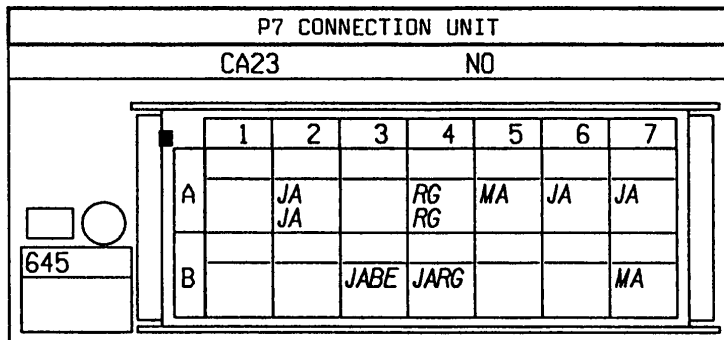 P7 CONNECTION UNIT
CA23 NO
1 2 3 4 5 6 7
A JA RG MA JA JA
JA RG
645
B JABE JARG MA